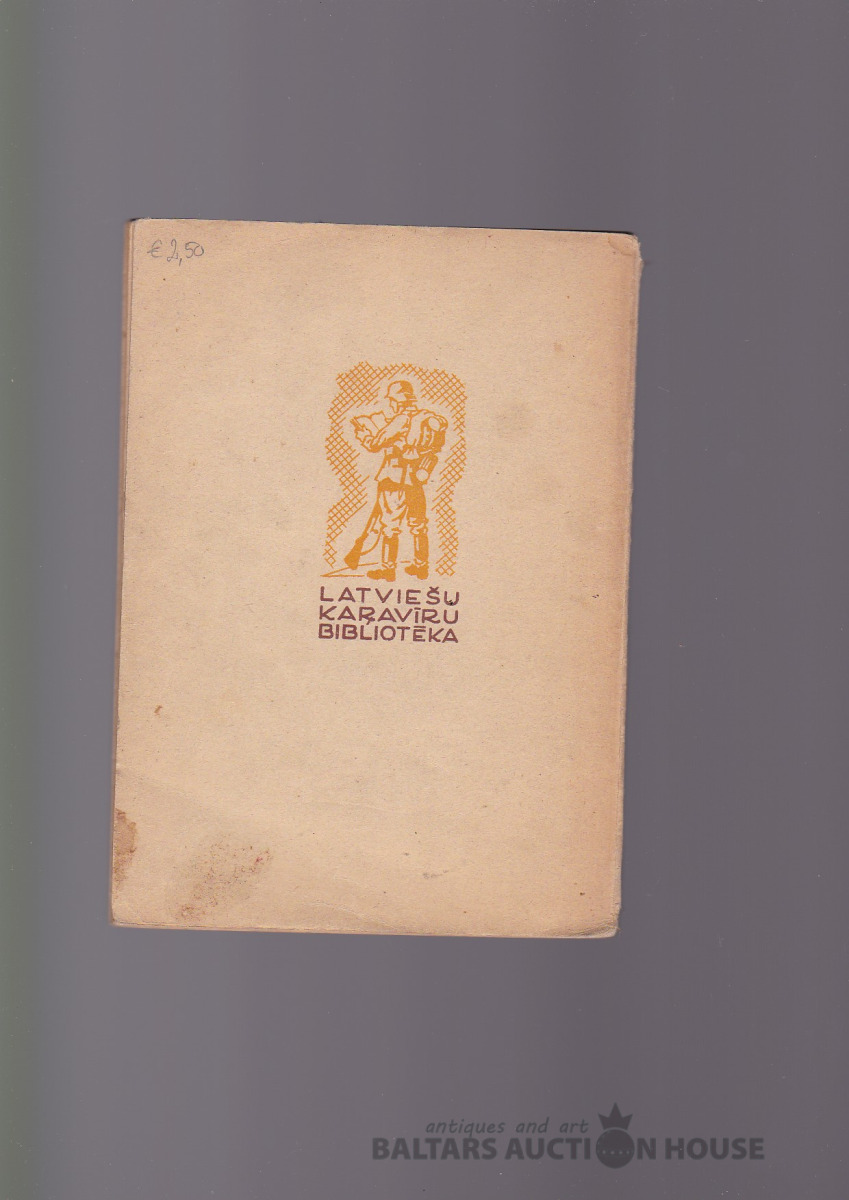 € 2,50
LATVIEŠU
KAŖAVĪRU
BIBLIOTĒKA
antiques and art
BALTARS AUCTION HOUSE